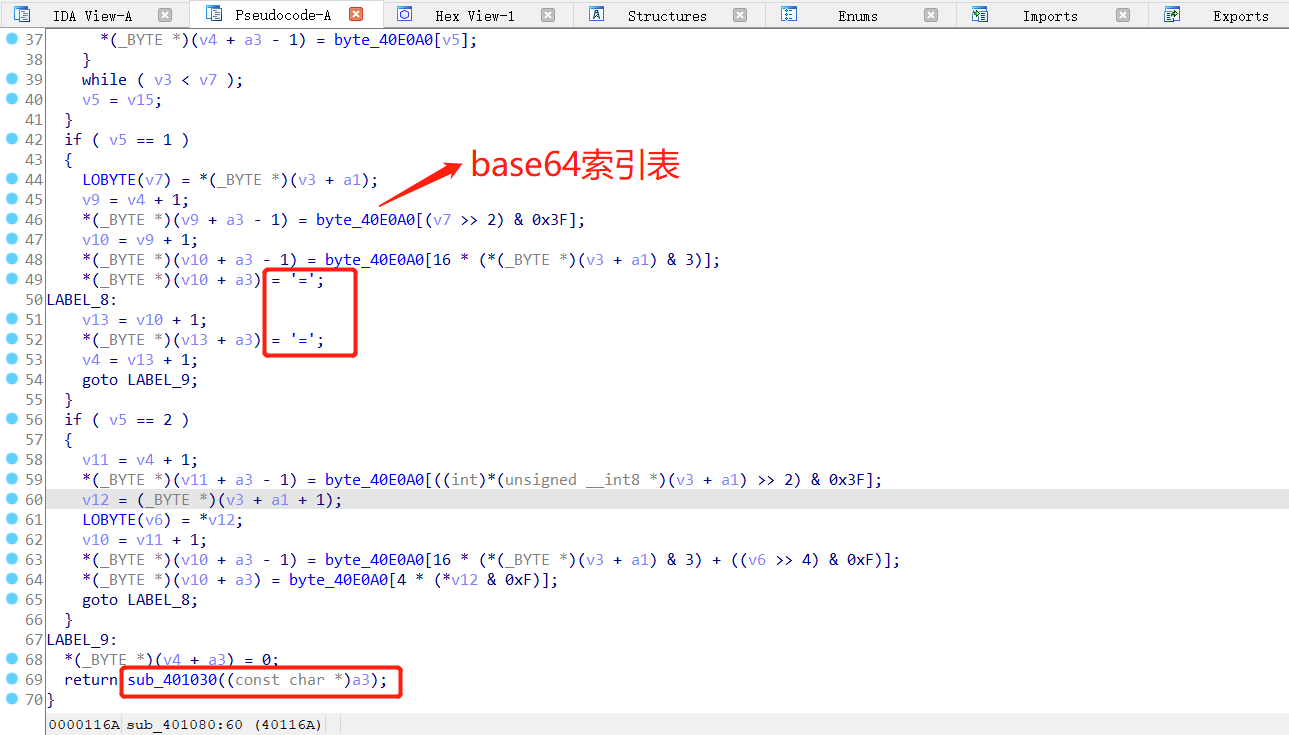 IDA View-A Pseudocode-A Hex View-1 Structures Enums Imports Exports
37 *(_BYTE *)(v4 + a3 - 1) = byte_40E0A0[v5];
38 }
39 while ( v3 < v7 );
40 v5 = v15;
41 }
42 if ( v5 == 1 )
43 {
base64索引表
44 LOBYTE(v7) = *(_BYTE *)(v3 + a1);
45 v9 = v4 + 1;
46 *(_BYTE *)(v9 + a3 - 1) = byte_40E0A0[(v7 >> 2) & 0x3F];
47 v10 = v9 + 1;
48 *(_BYTE *)(v10 + a3 - 1) = byte_40E0A0[16 * (*(_BYTE *)(v3 + a1) & 3)];
49 *(_BYTE *)(v10 + a3) = '=';
50 LABEL_8:
51 v13 = v10 + 1;
52 *(_BYTE *)(v13 + a3) = '=';
53 v4 = v13 + 1;
54 goto LABEL_9;
55 }
56 if ( v5 == 2 )
57 {
58 v11 = v4 + 1;
59 *(_BYTE *)(v11 + a3 - 1) = byte_40E0A0[((int)*(unsigned __int8 *)(v3 + a1) >> 2) & 0x3F];
60 v12 = (_BYTE *)(v3 + a1 + 1);
61 LOBYTE(v6) = *v12;
62 v10 = v11 + 1;
63 *(_BYTE *)(v10 + a3 - 1) = byte_40E0A0[16 * (*(_BYTE *)(v3 + a1) & 3) + ((v6 >> 4) & 0xF)];
64 *(_BYTE *)(v10 + a3) = byte_40E0A0[4 * (*v12 & 0xF)];
65 goto LABEL_8;
66 }
67 LABEL_9:
68 *(_BYTE *)(v4 + a3) = 0;
69 return sub_401030((const char *)a3);
70 }
0000116A sub_401080:60 (40116A)